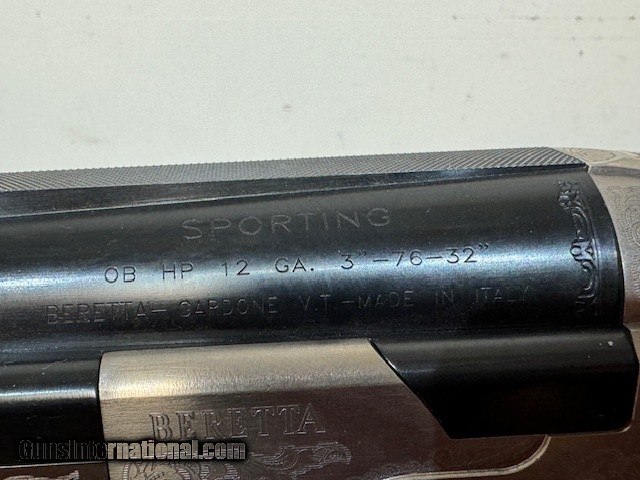 SPORTING
OB HP 12 GA. 3"-76-32"
BERETTA-GARDONE V.T-MADE IN ITALY
BERETTA
GunsInternational.com